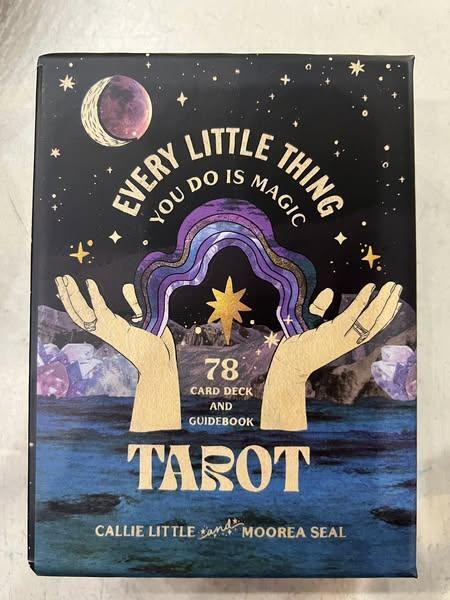 EVERY LITTLE THING
YOU DO IS MAGIC
78
CARD DECK
AND
GUIDEBOOK
TAROT
CALLIE LITTLE and MOOREA SEAL